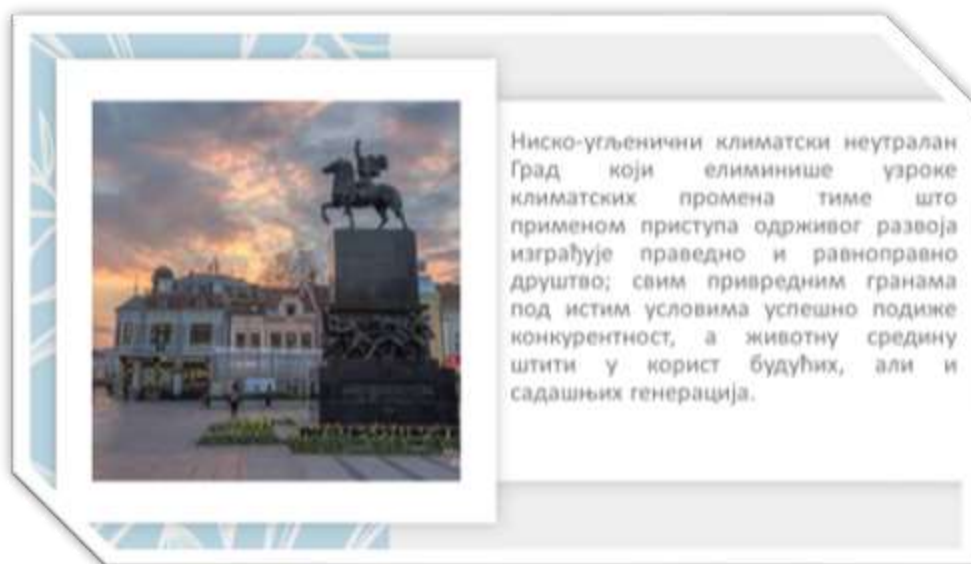 Ниско-угљенични климатски неутралан
Град који елиминише узроке
климатских промена тиме што
применом приступа одрживог развоја
изграђује праведно и равноправно
друштво; свим привредним гранама
под истим условима успешно подиже
конкурентност, а животну средину
штити у корист будућих, али и
садашњих генерација.